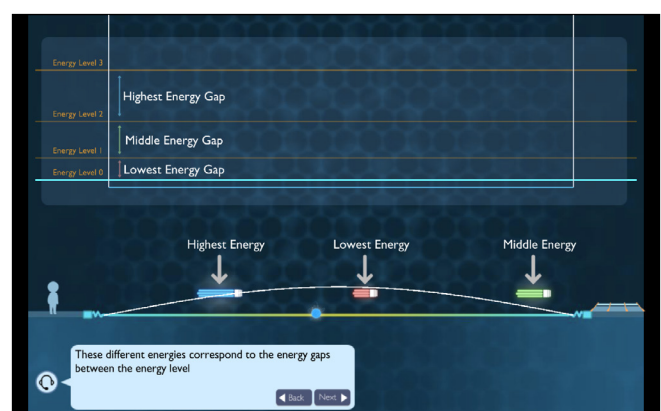 Energy Level 3
Highest Energy Gap
Energy Level 2
Middle Energy Gap
Energy Level 1
Lowest Energy Gap
Energy Level 0
Highest Energy
Lowest Energy
Middle Energy
These different energies correspond to the energy gaps
between the energy level
Back
Next